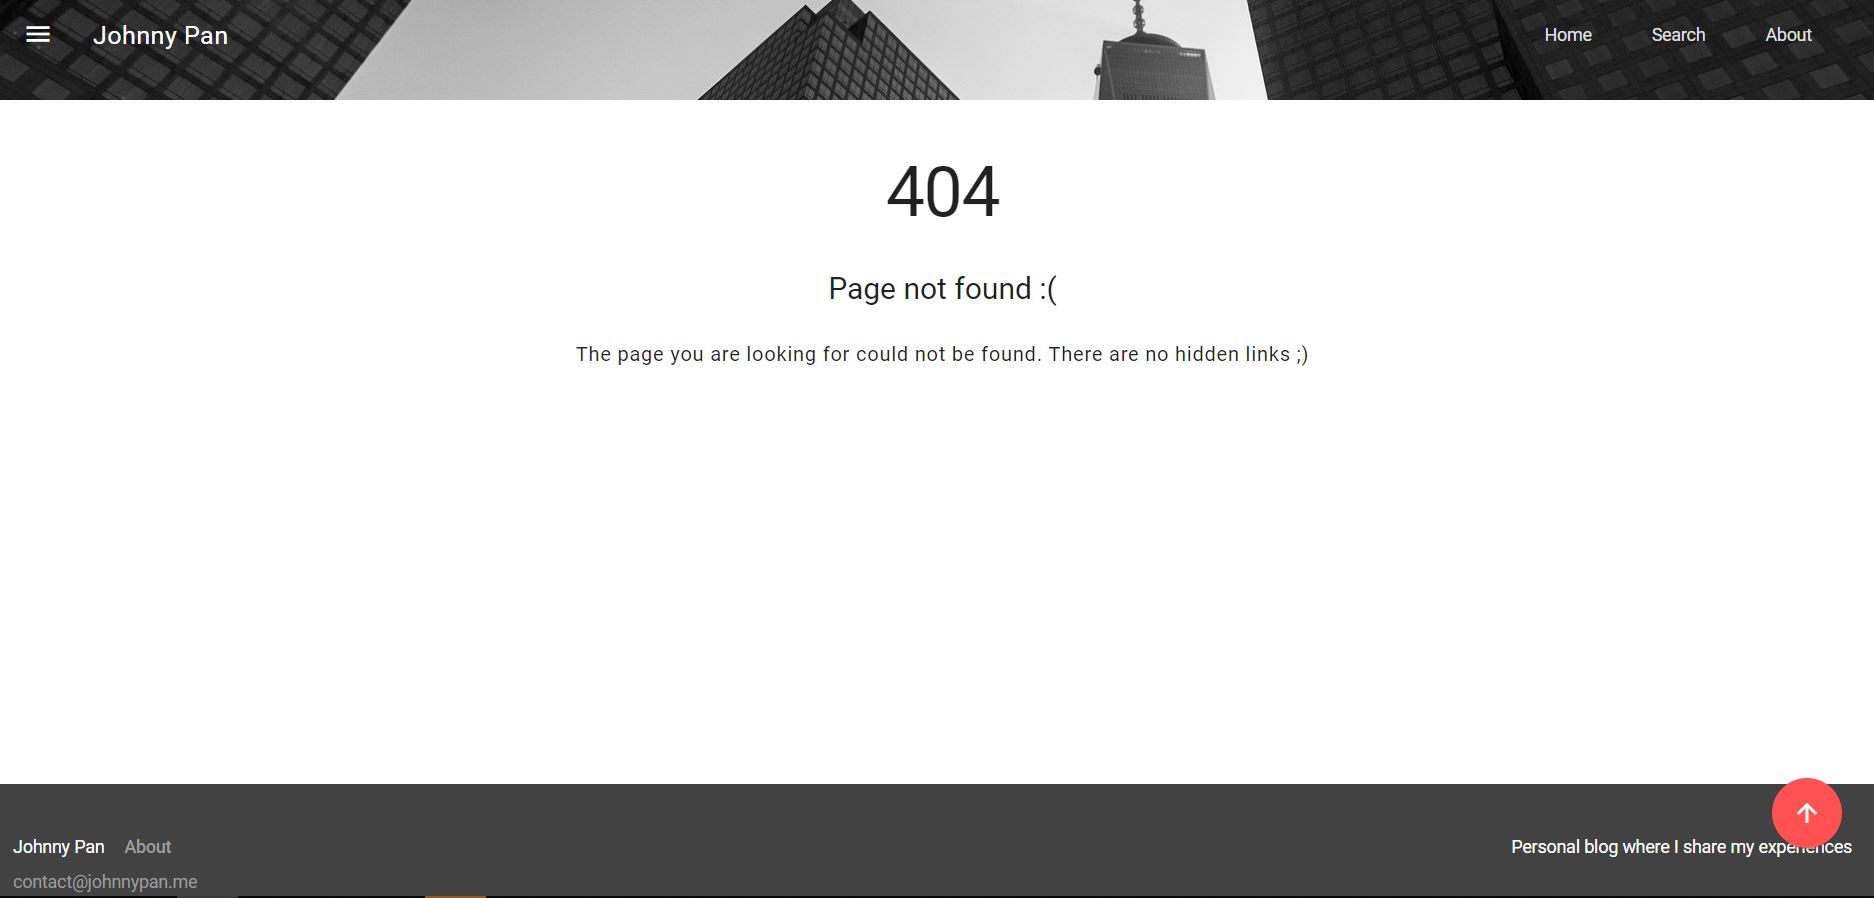 Johnny Pan
Home Search About
404
Page not found :(
The page you are looking for could not be found. There are no hidden links ;)
Johnny Pan About
Personal blog where I share my experiences
contact@johnnypan.me